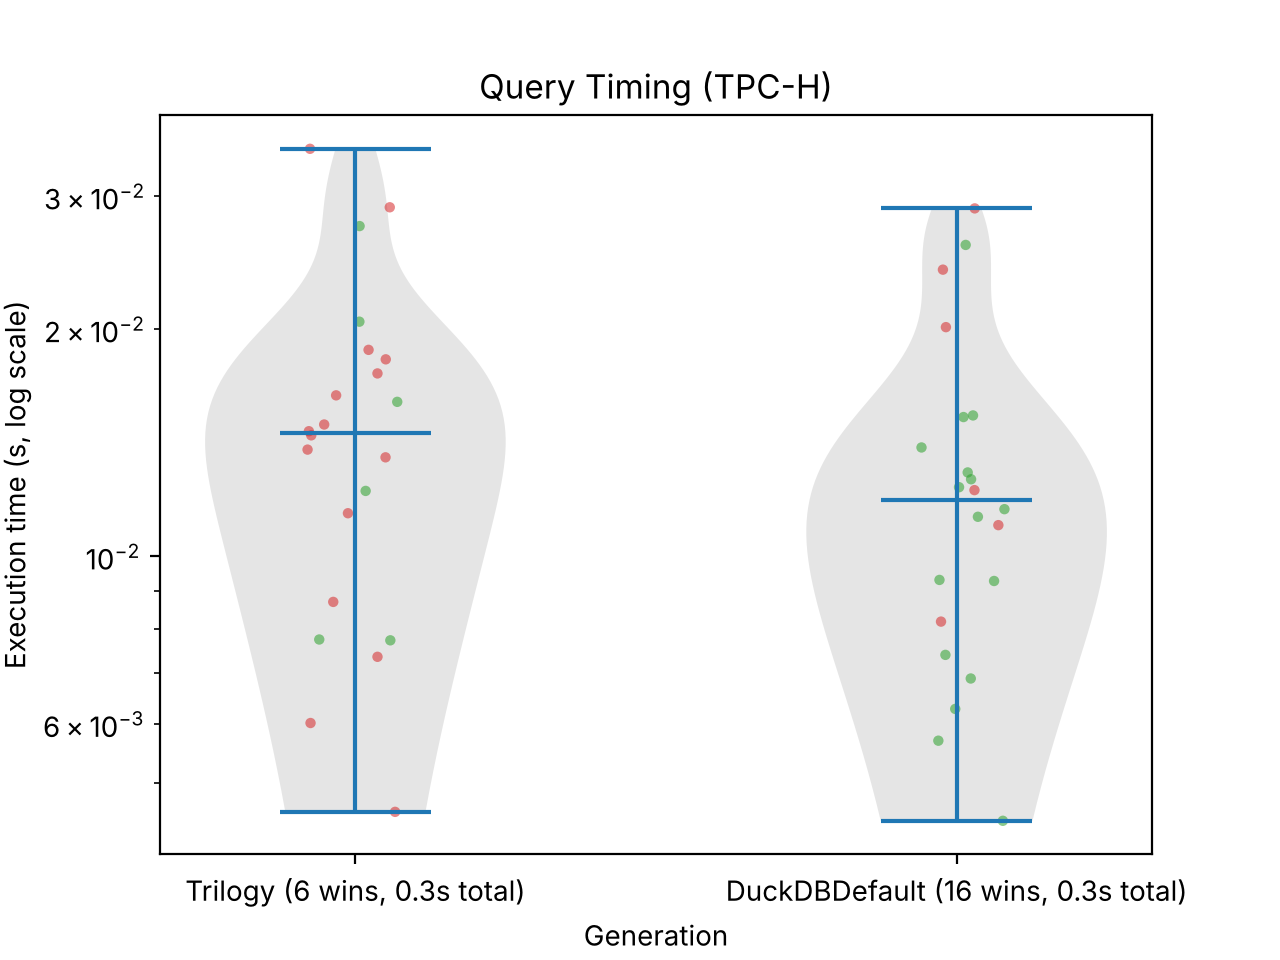 Query Timing (TPC-H)
Execution time (s, log scale)
3 × 10⁻²
2 × 10⁻²
10⁻²
6 × 10⁻³
Trilogy (6 wins, 0.3s total)
DuckDBDefault (16 wins, 0.3s total)
Generation